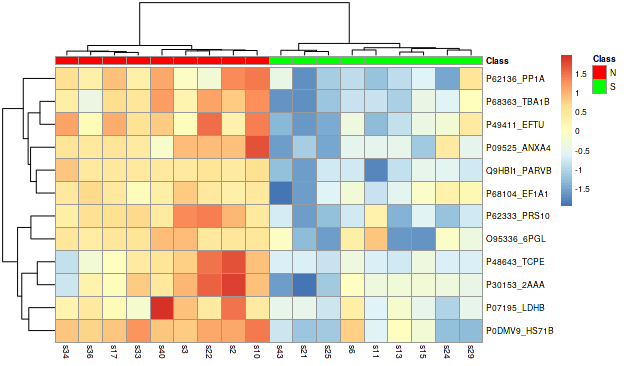 Class
P62136_PP1A
P68363_TBA1B
P49411_EFTU
P09525_ANXA4
Q9HBI1_PARVB
P68104_EF1A1
P62333_PRS10
O95336_6PGL
P48643_TCPE
P30153_2AAA
P07195_LDHB
P0DMV9_HS71B
s34 s36 s17 s33 s40 s3 s22 s2 s10 s43 s21 s25 s6 s11 s13 s15 s24 s29
1.5
1
0.5
0
-0.5
-1
-1.5
Class
N
S